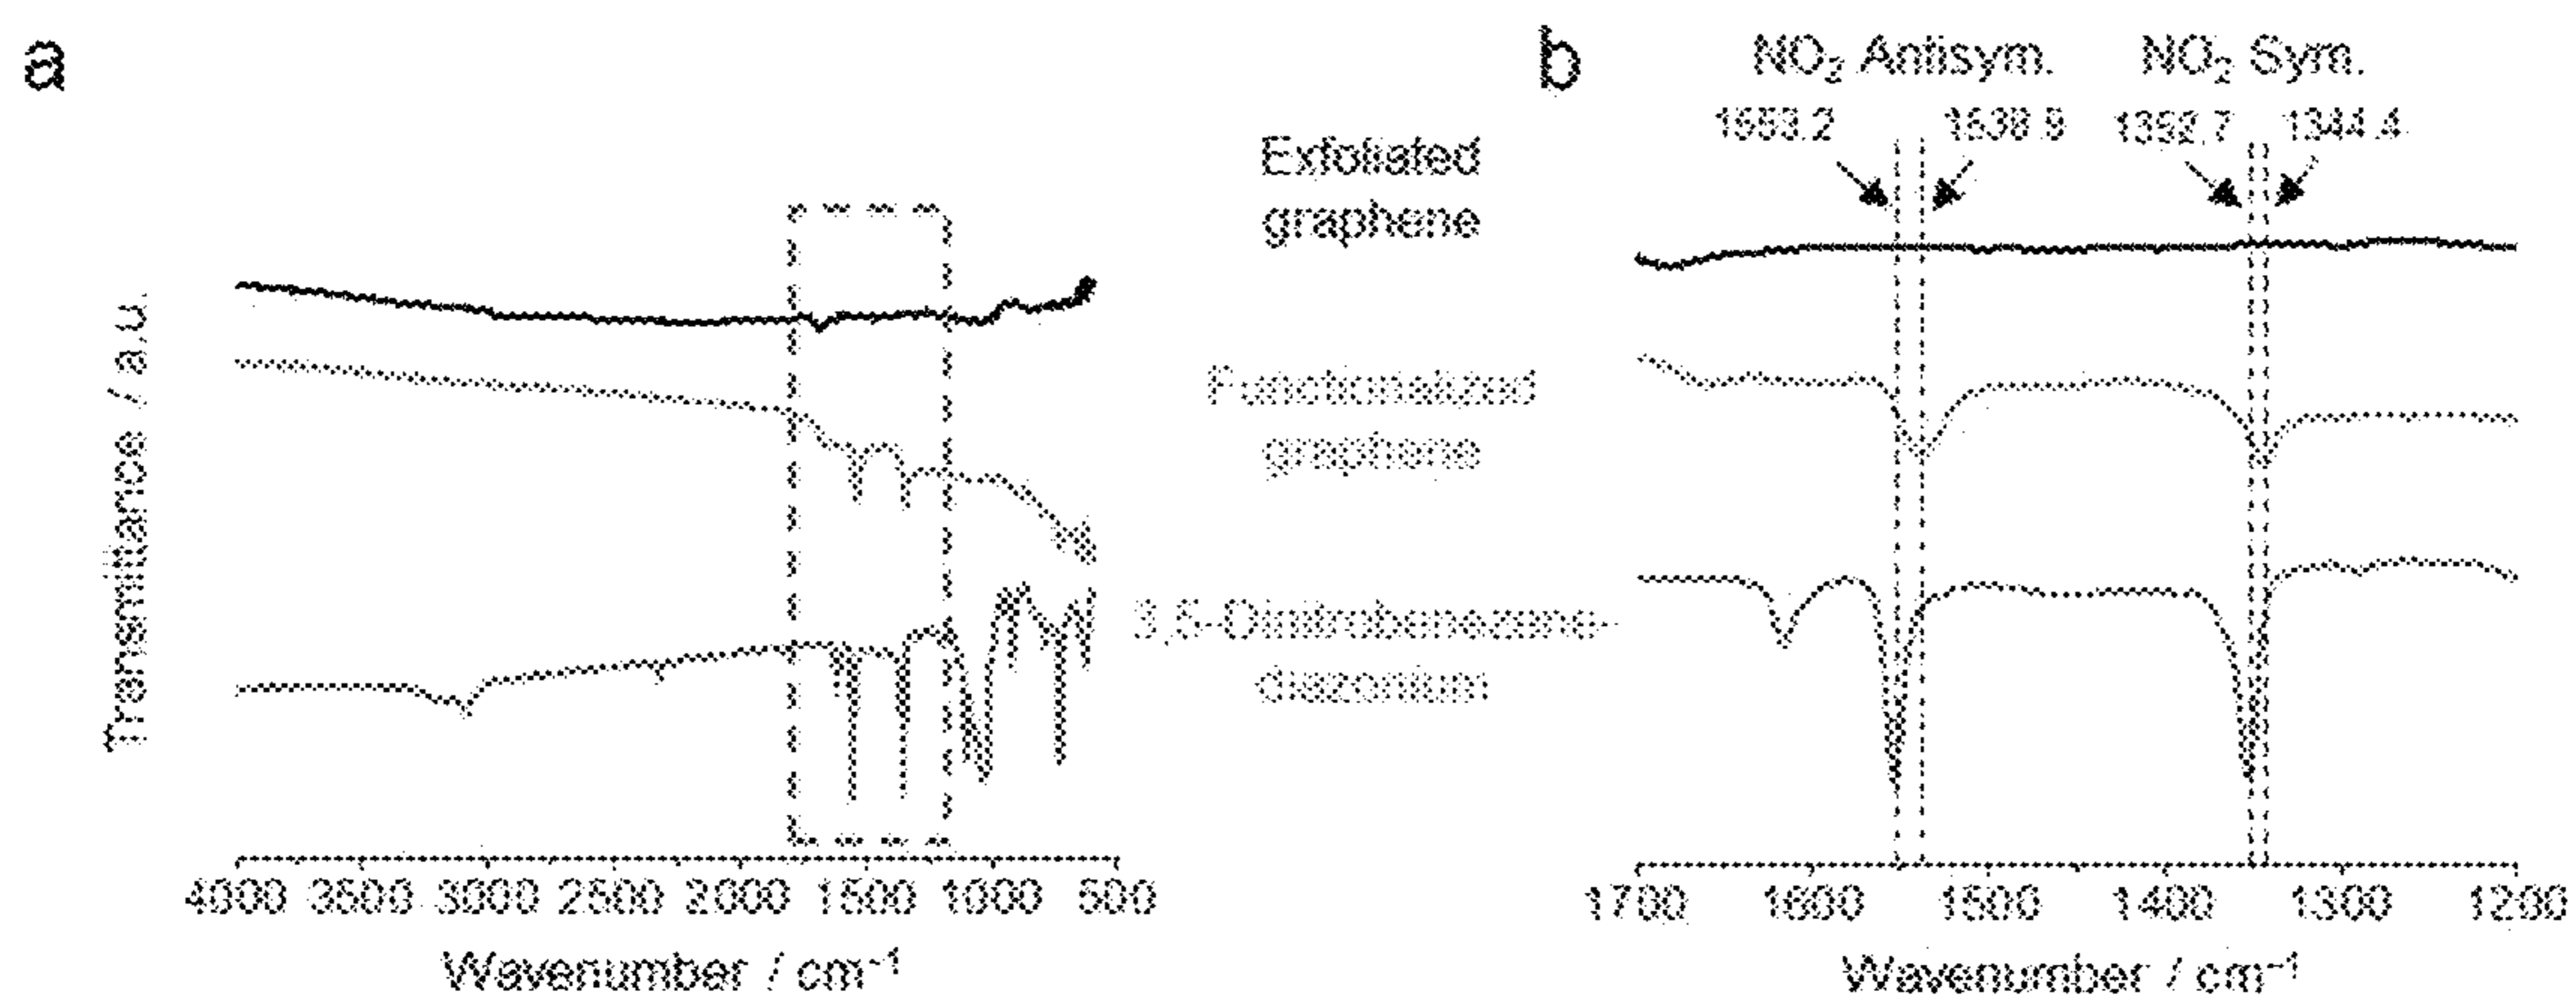 a
Transmittance / a.u.
4000 3500 3000 2500 2000 1500 1000 500
Wavenumber / cm⁻¹
Exfoliated
graphene
Functionalized
graphene
3,5-Dinitrobenezene-
diazonium
b
NO₂ Antisym. NO₂ Sym.
1553.2 1538.9 1352.7 1344.4
1700 1600 1500 1400 1300 1200
Wavenumber / cm⁻¹